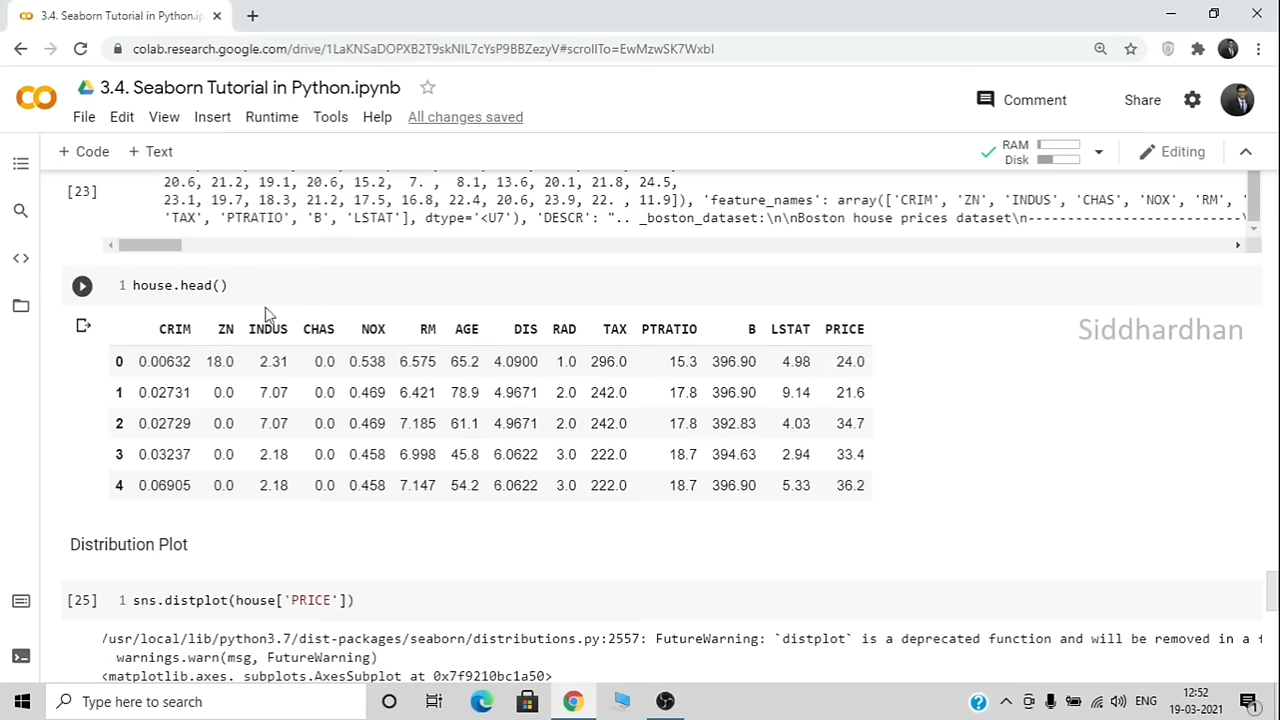 3.4. Seaborn Tutorial in Python.ip
colab.research.google.com/drive/1LaKNSaDOPXB2T9skNIL7cYsP9BBZezyV#scrollTo=EwMzwSK7WxbI
3.4. Seaborn Tutorial in Python.ipynb
Comment
Share
File Edit View Insert Runtime Tools Help All changes saved
+ Code + Text
RAM
Disk
Editing
20.6, 21.2, 19.1, 20.6, 15.2, 7. , 8.1, 13.6, 20.1, 21.8, 24.5,
[23]
23.1, 19.7, 18.3, 21.2, 17.5, 16.8, 22.4, 20.6, 23.9, 22. , 11.9]), 'feature_names': array(['CRIM', 'ZN', 'INDUS', 'CHAS', 'NOX', 'RM',
'TAX', 'PTRATIO', 'B', 'LSTAT'], dtype='<U7'), 'DESCR': ".. _boston_dataset:\n\nBoston house prices dataset\n---------------------------\
1 house.head()
CRIM ZN INDUS CHAS NOX RM AGE DIS RAD TAX PTRATIO B LSTAT PRICE
0 0.00632 18.0 2.31 0.0 0.538 6.575 65.2 4.0900 1.0 296.0 15.3 396.90 4.98 24.0
1 0.02731 0.0 7.07 0.0 0.469 6.421 78.9 4.9671 2.0 242.0 17.8 396.90 9.14 21.6
2 0.02729 0.0 7.07 0.0 0.469 7.185 61.1 4.9671 2.0 242.0 17.8 392.83 4.03 34.7
3 0.03237 0.0 2.18 0.0 0.458 6.998 45.8 6.0622 3.0 222.0 18.7 394.63 2.94 33.4
4 0.06905 0.0 2.18 0.0 0.458 7.147 54.2 6.0622 3.0 222.0 18.7 396.90 5.33 36.2
Siddhardhan
Distribution Plot
[25] 1 sns.distplot(house['PRICE'])
/usr/local/lib/python3.7/dist-packages/seaborn/distributions.py:2557: FutureWarning: `distplot` is a deprecated function and will be removed in a
warnings.warn(msg, FutureWarning)
<matplotlib.axes._subplots.AxesSubplot at 0x7f9210bc1a50>
Type here to search
ENG
12:52
19-03-2021